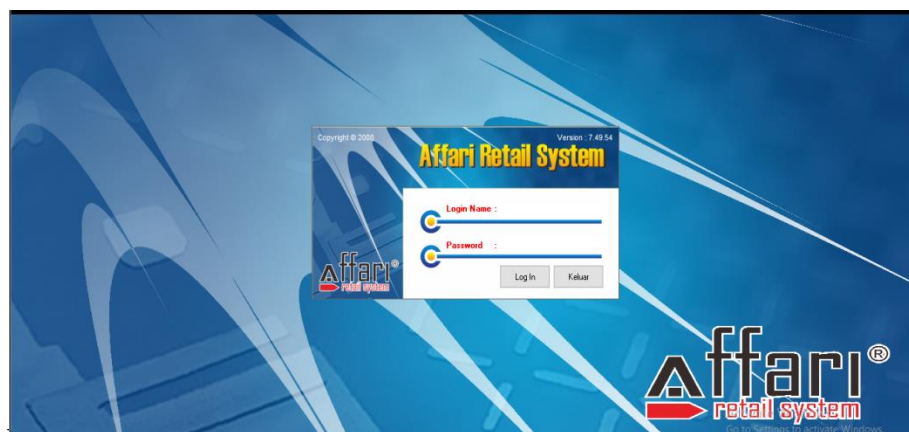 Copyright © 2008
Version : 7.49.54
Affari Retail System
Login Name :
Password :
Affari®
retail system
Log In
Keluar
Affari®
retail system
Go to Settings to activate Windows.